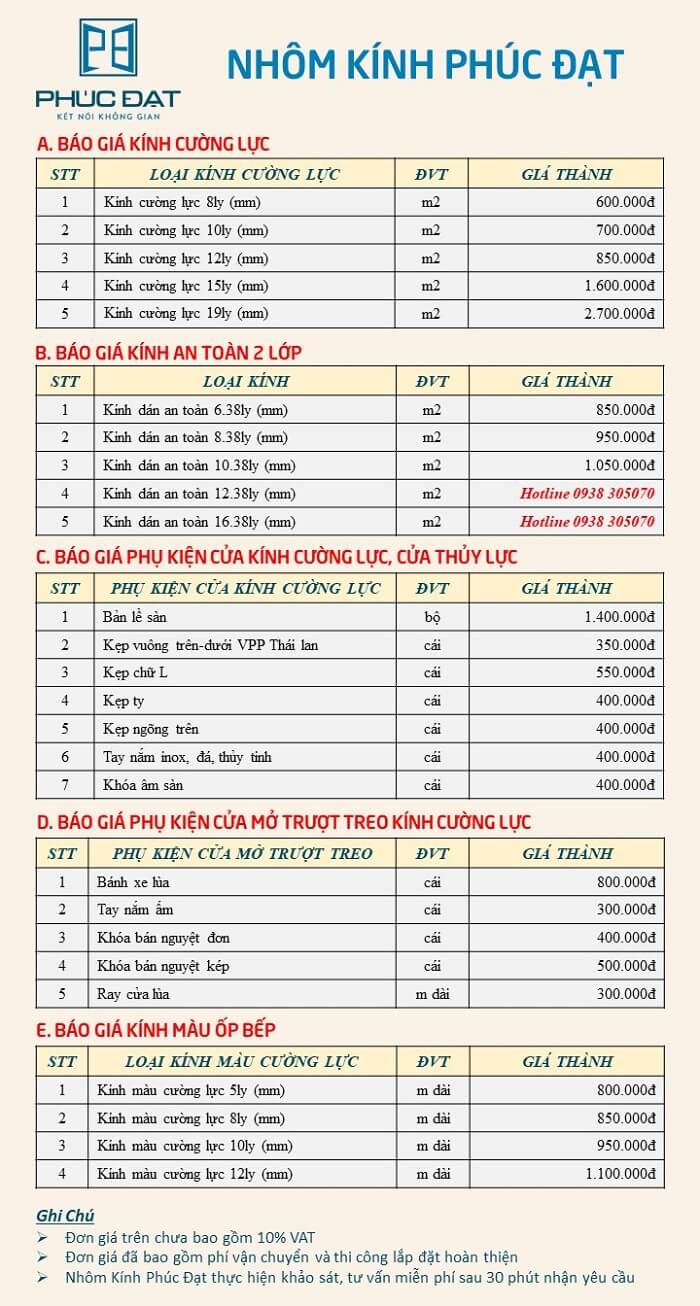 PHÚC ĐẠT
KẾT NỐI KHÔNG GIAN
NHÔM KÍNH PHÚC ĐẠT
A. BÁO GIÁ KÍNH CƯỜNG LỰC
STT LOẠI KÍNH CƯỜNG LỰC ĐVT GIÁ THÀNH
1 Kính cường lực 8ly (mm) m2 600.000đ
2 Kính cường lực 10ly (mm) m2 700.000đ
3 Kính cường lực 12ly (mm) m2 850.000đ
4 Kính cường lực 15ly (mm) m2 1.600.000đ
5 Kính cường lực 19ly (mm) m2 2.700.000đ
B. BÁO GIÁ KÍNH AN TOÀN 2 LỚP
STT LOẠI KÍNH ĐVT GIÁ THÀNH
1 Kính dán an toàn 6.38ly (mm) m2 850.000đ
2 Kính dán an toàn 8.38ly (mm) m2 950.000đ
3 Kính dán an toàn 10.38ly (mm) m2 1.050.000đ
4 Kính dán an toàn 12.38ly (mm) m2 Hotline 0938 305070
5 Kính dán an toàn 16.38ly (mm) m2 Hotline 0938 305070
C. BÁO GIÁ PHỤ KIỆN CỬA KÍNH CƯỜNG LỰC, CỬA THỦY LỰC
STT PHỤ KIỆN CỬA KÍNH CƯỜNG LỰC ĐVT GIÁ THÀNH
1 Bản lề sàn bộ 1.400.000đ
2 Kẹp vuông trên-dưới VPP Thái lan cái 350.000đ
3 Kẹp chữ L cái 550.000đ
4 Kẹp ty cái 400.000đ
5 Kẹp ngõng trên cái 400.000đ
6 Tay nắm inox, đá, thủy tinh cái 400.000đ
7 Khóa âm sàn cái 400.000đ
D. BÁO GIÁ PHỤ KIỆN CỬA MỞ TRƯỢT TREO KÍNH CƯỜNG LỰC
STT PHỤ KIỆN CỬA MỞ TRƯỢT TREO ĐVT GIÁ THÀNH
1 Bánh xe lùa cái 800.000đ
2 Tay nắm ấm cái 300.000đ
3 Khóa bán nguyệt đơn cái 400.000đ
4 Khóa bán nguyệt kép cái 500.000đ
5 Ray cửa lùa m dài 300.000đ
E. BÁO GIÁ KÍNH MÀU ỐP BẾP
STT LOẠI KÍNH MÀU CƯỜNG LỰC ĐVT GIÁ THÀNH
1 Kính màu cường lực 5ly (mm) m dài 800.000đ
2 Kính màu cường lực 8ly (mm) m dài 850.000đ
3 Kính màu cường lực 10ly (mm) m dài 950.000đ
4 Kính màu cường lực 12ly (mm) m dài 1.100.000đ
Ghi Chú
➢ Đơn giá trên chưa bao gồm 10% VAT
➢ Đơn giá đã bao gồm phí vận chuyển và thi công lắp đặt hoàn thiện
➢ Nhôm Kính Phúc Đạt thực hiện khảo sát, tư vấn miễn phí sau 30 phút nhận yêu cầu